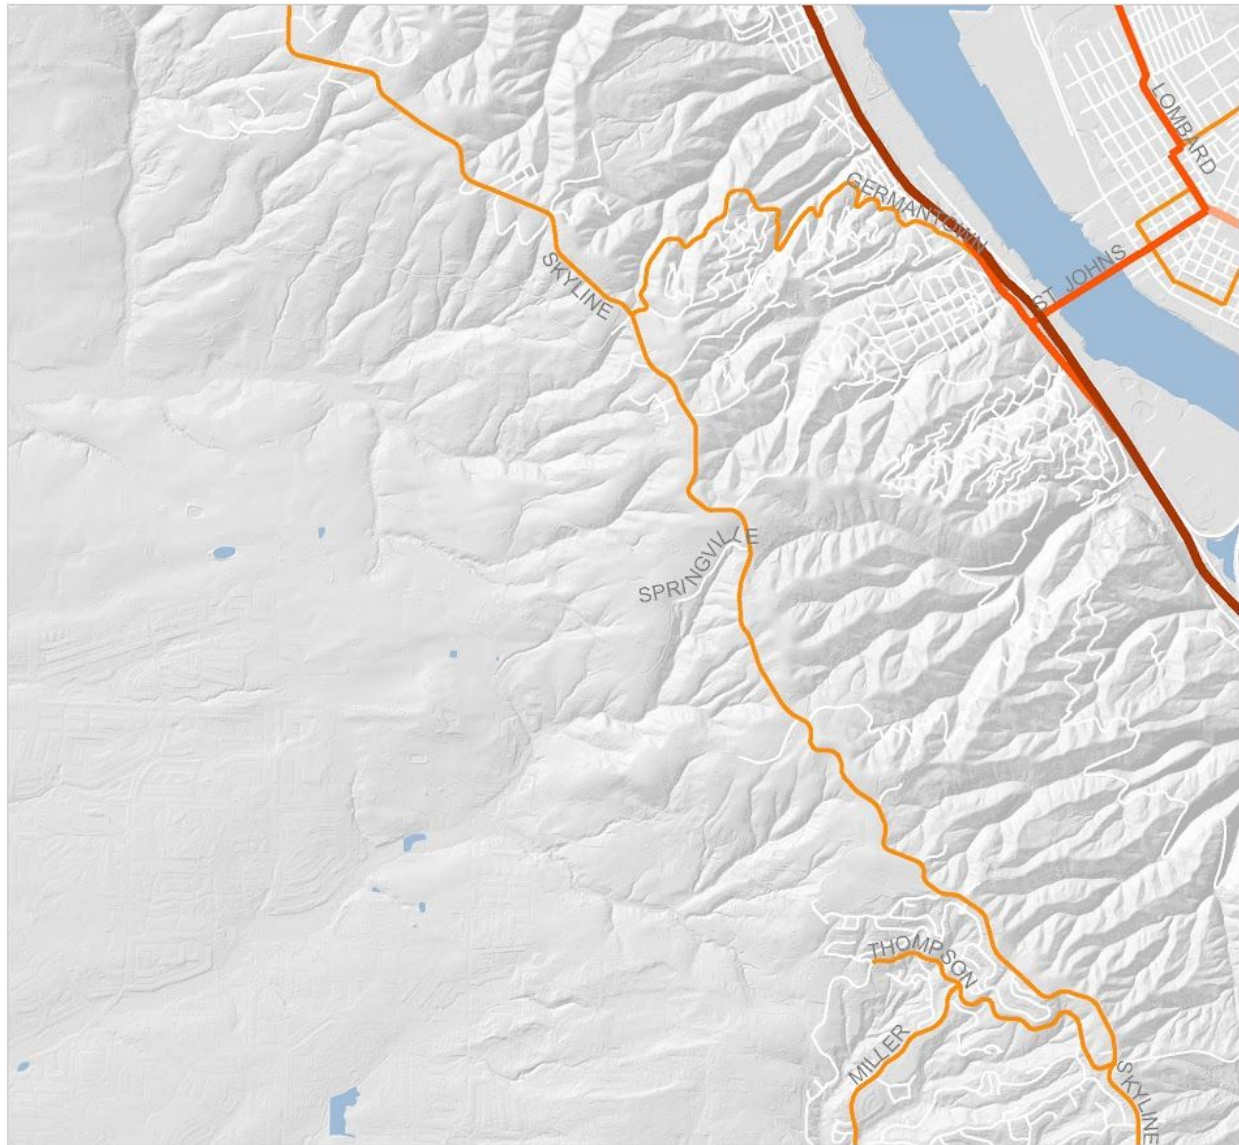 LOMBARD
GERMANTOWN
ST JOHNS
SKYLINE
SPRINGVILLE
THOMPSON
MILLER
SKYLINE